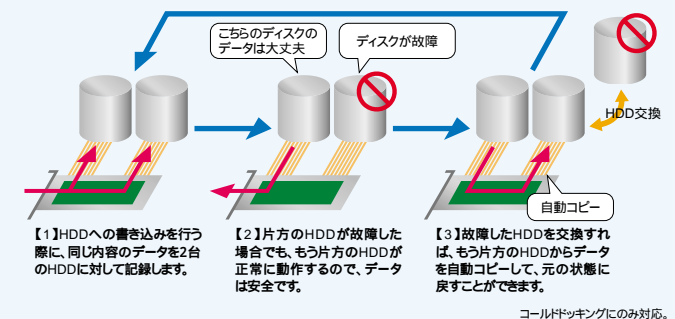 こちらのディスクの
データは大丈夫
ディスクが故障
HDD交換
自動コピー
【1】HDDへの書き込みを行う
際に、同じ内容のデータを2台
のHDDに対して記録します。
【2】片方のHDDが故障した
場合でも、もう片方のHDDが
正常に動作するので、データ
は安全です。
【3】故障したHDDを交換すれ
ば、もう片方のHDDからデータ
を自動コピーして、元の状態に
戻すことができます。
コールドドッキングにのみ対応。